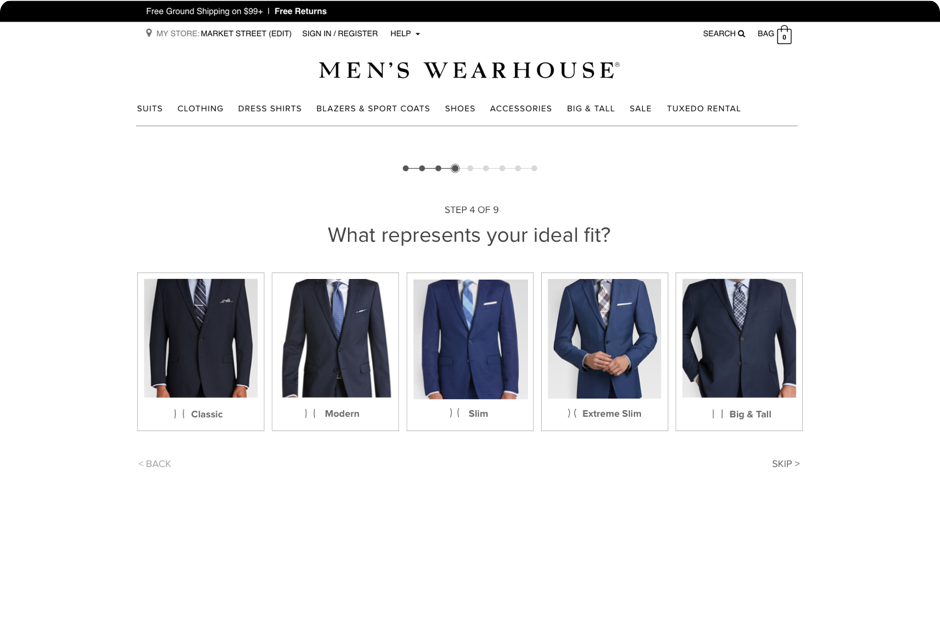 Free Ground Shipping on $99+ | Free Returns
MY STORE: MARKET STREET (EDIT) SIGN IN / REGISTER HELP SEARCH BAG 0
MEN'S WEARHOUSE®
SUITS CLOTHING DRESS SHIRTS BLAZERS & SPORT COATS SHOES ACCESSORIES BIG & TALL SALE TUXEDO RENTAL
STEP 4 OF 9
What represents your ideal fit?
) ( Classic ) ( Modern ) ( Slim ) ( Extreme Slim | | Big & Tall
< BACK SKIP >